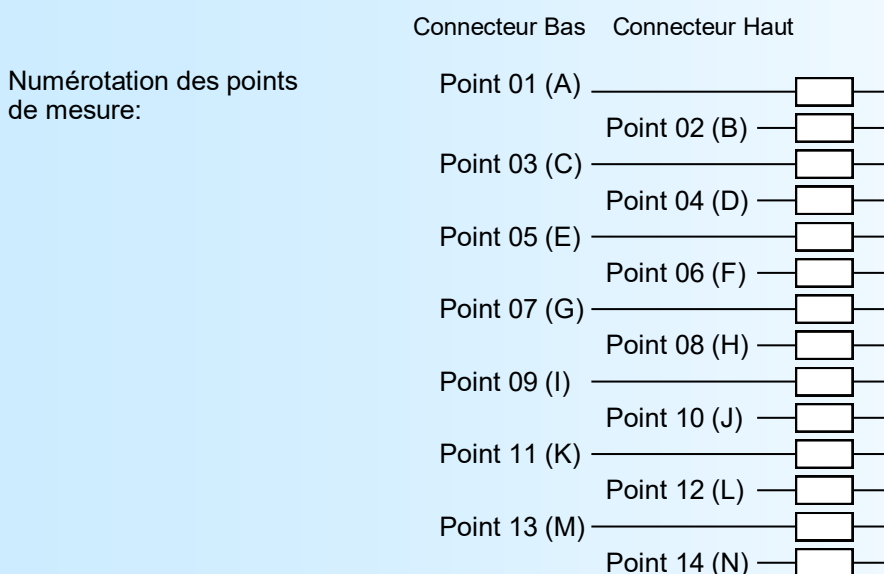 Connecteur Bas Connecteur Haut
Numérotation des points
de mesure:
Point 01 (A)
Point 02 (B)
Point 03 (C)
Point 04 (D)
Point 05 (E)
Point 06 (F)
Point 07 (G)
Point 08 (H)
Point 09 (I)
Point 10 (J)
Point 11 (K)
Point 12 (L)
Point 13 (M)
Point 14 (N)